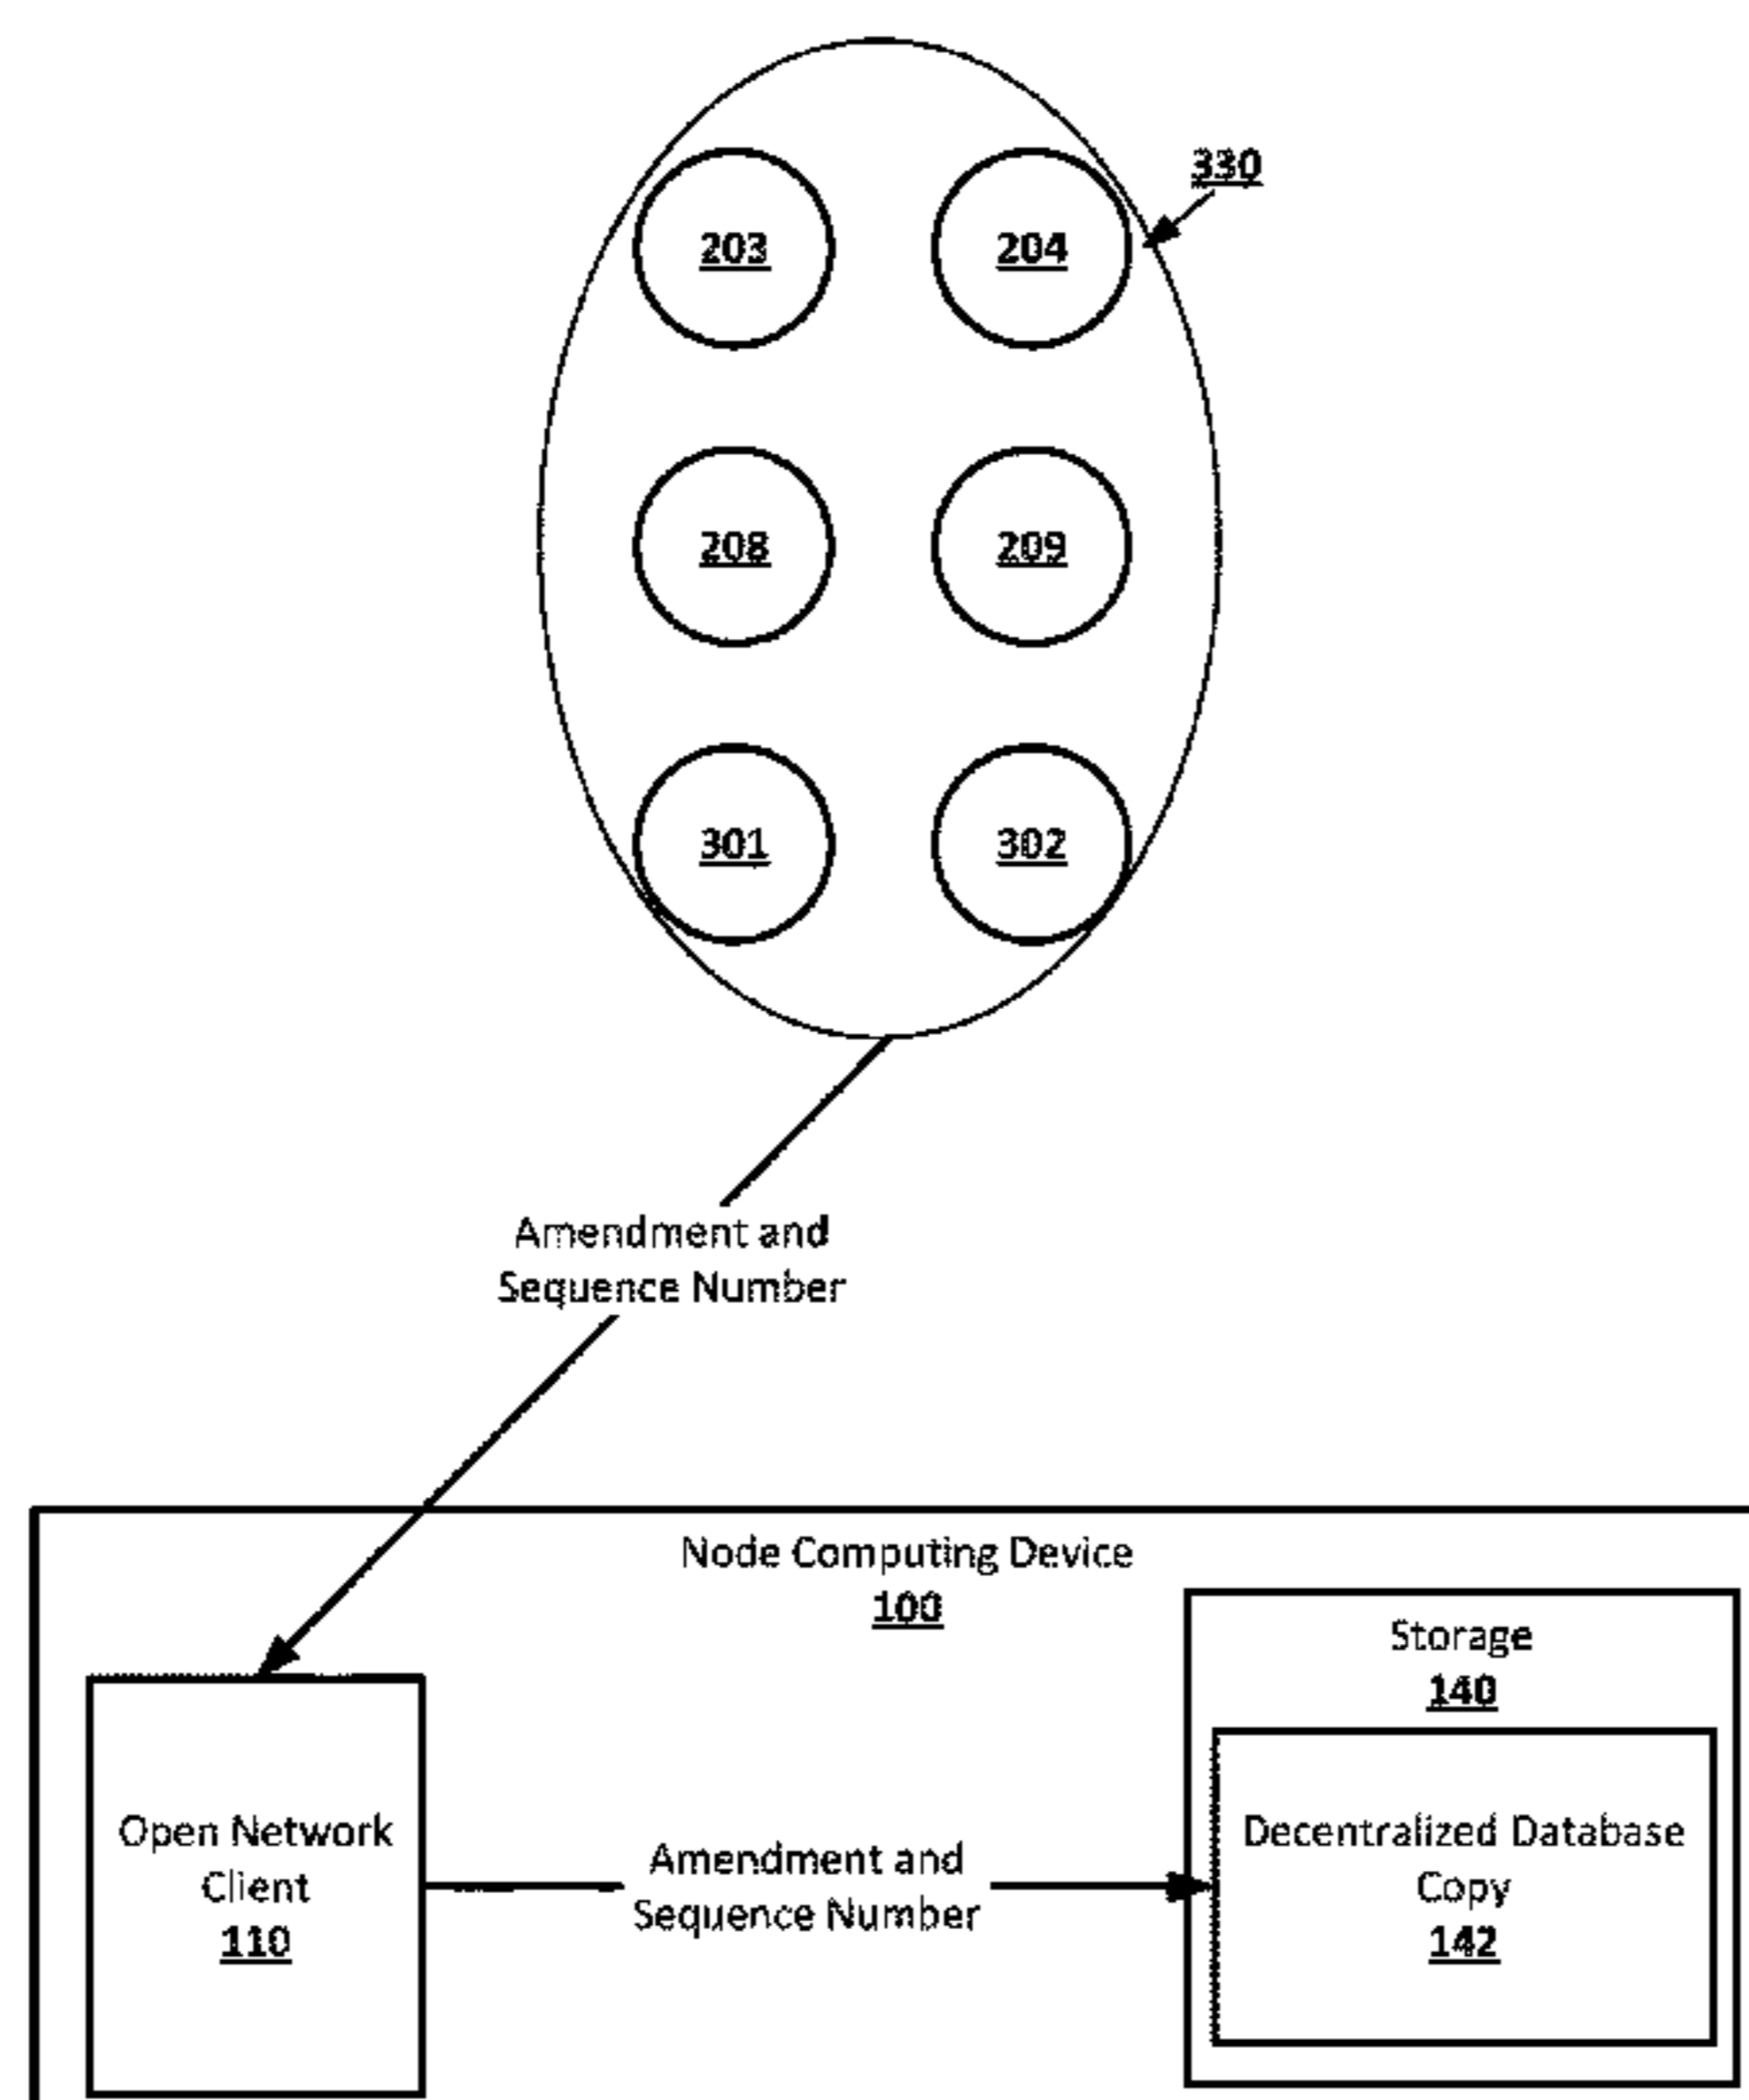 330
203
204
208
209
301
302
Amendment and
Sequence Number
Node Computing Device
100
Storage
140
Open Network
Client
110
Amendment and
Sequence Number
Decentralized Database
Copy
142